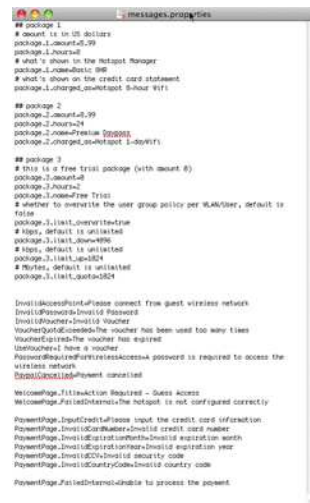 messages.properties
## package 1
# amount is in US dollars
package.1.amount=5.99
package.1.hours=8
# what's shown in the Hotspot Manager
package.1.name=Basic 8HR
# what's shown on the credit card statement
package.1.charged_as=Hotspot 8-hour Wifi
## package 2
package.2.amount=8.99
package.2.hours=24
package.2.name=Premium Daypass
package.2.charged_as=Hotspot 1-dayWifi
## package 3
# this is a free trial package (with amount 0)
package.3.amount=0
package.3.hours=2
package.3.name=Free Trial
# whether to overwrite the user group policy per WLAN/User, default is
false
package.3.limit_overwrite=true
# kbps, default is unlimited
package.3.limit_down=4096
# kbps, default is unlimited
package.3.limit_up=1024
# Mbytes, default is unlimited
package.3.limit_quota=1024
InvalidAccessPoint=Please connect from guest wireless network
InvalidPassword=Invalid Password
InvalidVoucher=Invalid Voucher
VoucherQuotaExceeded=The voucher has been used too many times
VoucherExpired=The voucher has expired
UseVoucher=I have a voucher
PasswordRequiredForWirelessAccess=A password is required to access the
wireless network
PaypalCancelled=Payment cancelled
WelcomePage.Title=Action Required - Guess Access
WelcomePage.FailedInternal=The hotspot is not configured correctly
PaymentPage.InputCredit=Please input the credit card information
PaymentPage.InvalidCardNumber=Invalid credit card number
PaymentPage.InvalidExpirationMonth=Invalid expiration month
PaymentPage.InvalidExpirationYear=Invalid expiration year
PaymentPage.InvalidCCV=Invalid security code
PaymentPage.InvalidCountryCode=Invalid country code
PaymentPage.FailedInternal=Unable to process the payment